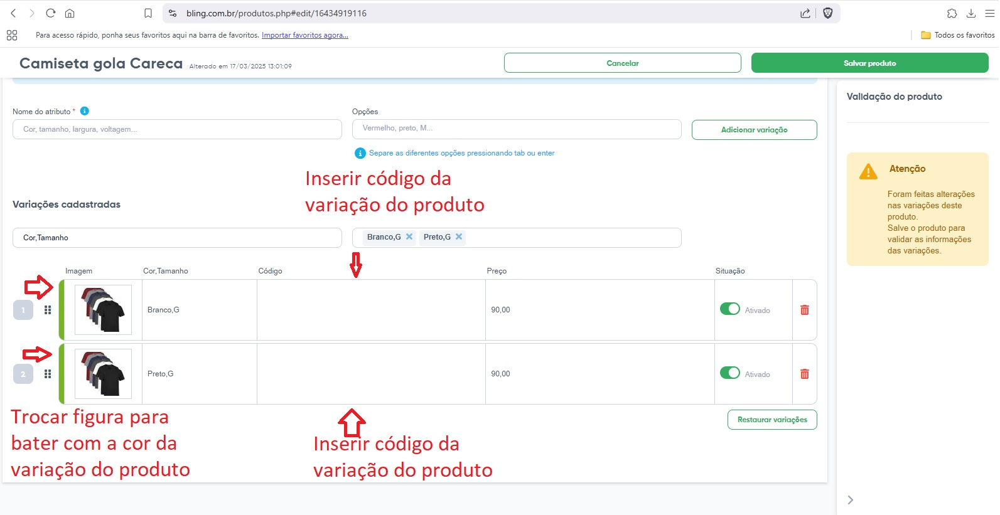 bling.com.br/produtos.php#edit/16434919116
Para acesso rápido, ponha seus favoritos aqui na barra de favoritos. Importar favoritos agora...
Todos os favoritos
Camiseta gola Careca Alterado em 17/03/2025 13:01:09
Cancelar
Salvar produto
Validação do produto
Nome do atributo *
Opções
Cor, tamanho, largura, voltagem...
Vermelho, preto, M...
Adicionar variação
Separe as diferentes opções pressionando tab ou enter
Atenção
Foram feitas alterações
nas variações deste
produto.
Salve o produto para
validar as informações
das variações.
Inserir código da
variação do produto
Variações cadastradas
Cor,Tamanho
Branco,G
Preto,G
Imagem
Cor,Tamanho
Código
Preço
Situação
1
Branco,G
90,00
Ativado
2
Preto,G
90,00
Ativado
Restaurar variações
Trocar figura para
bater com a cor da
variação do produto
Inserir código da
variação do produto